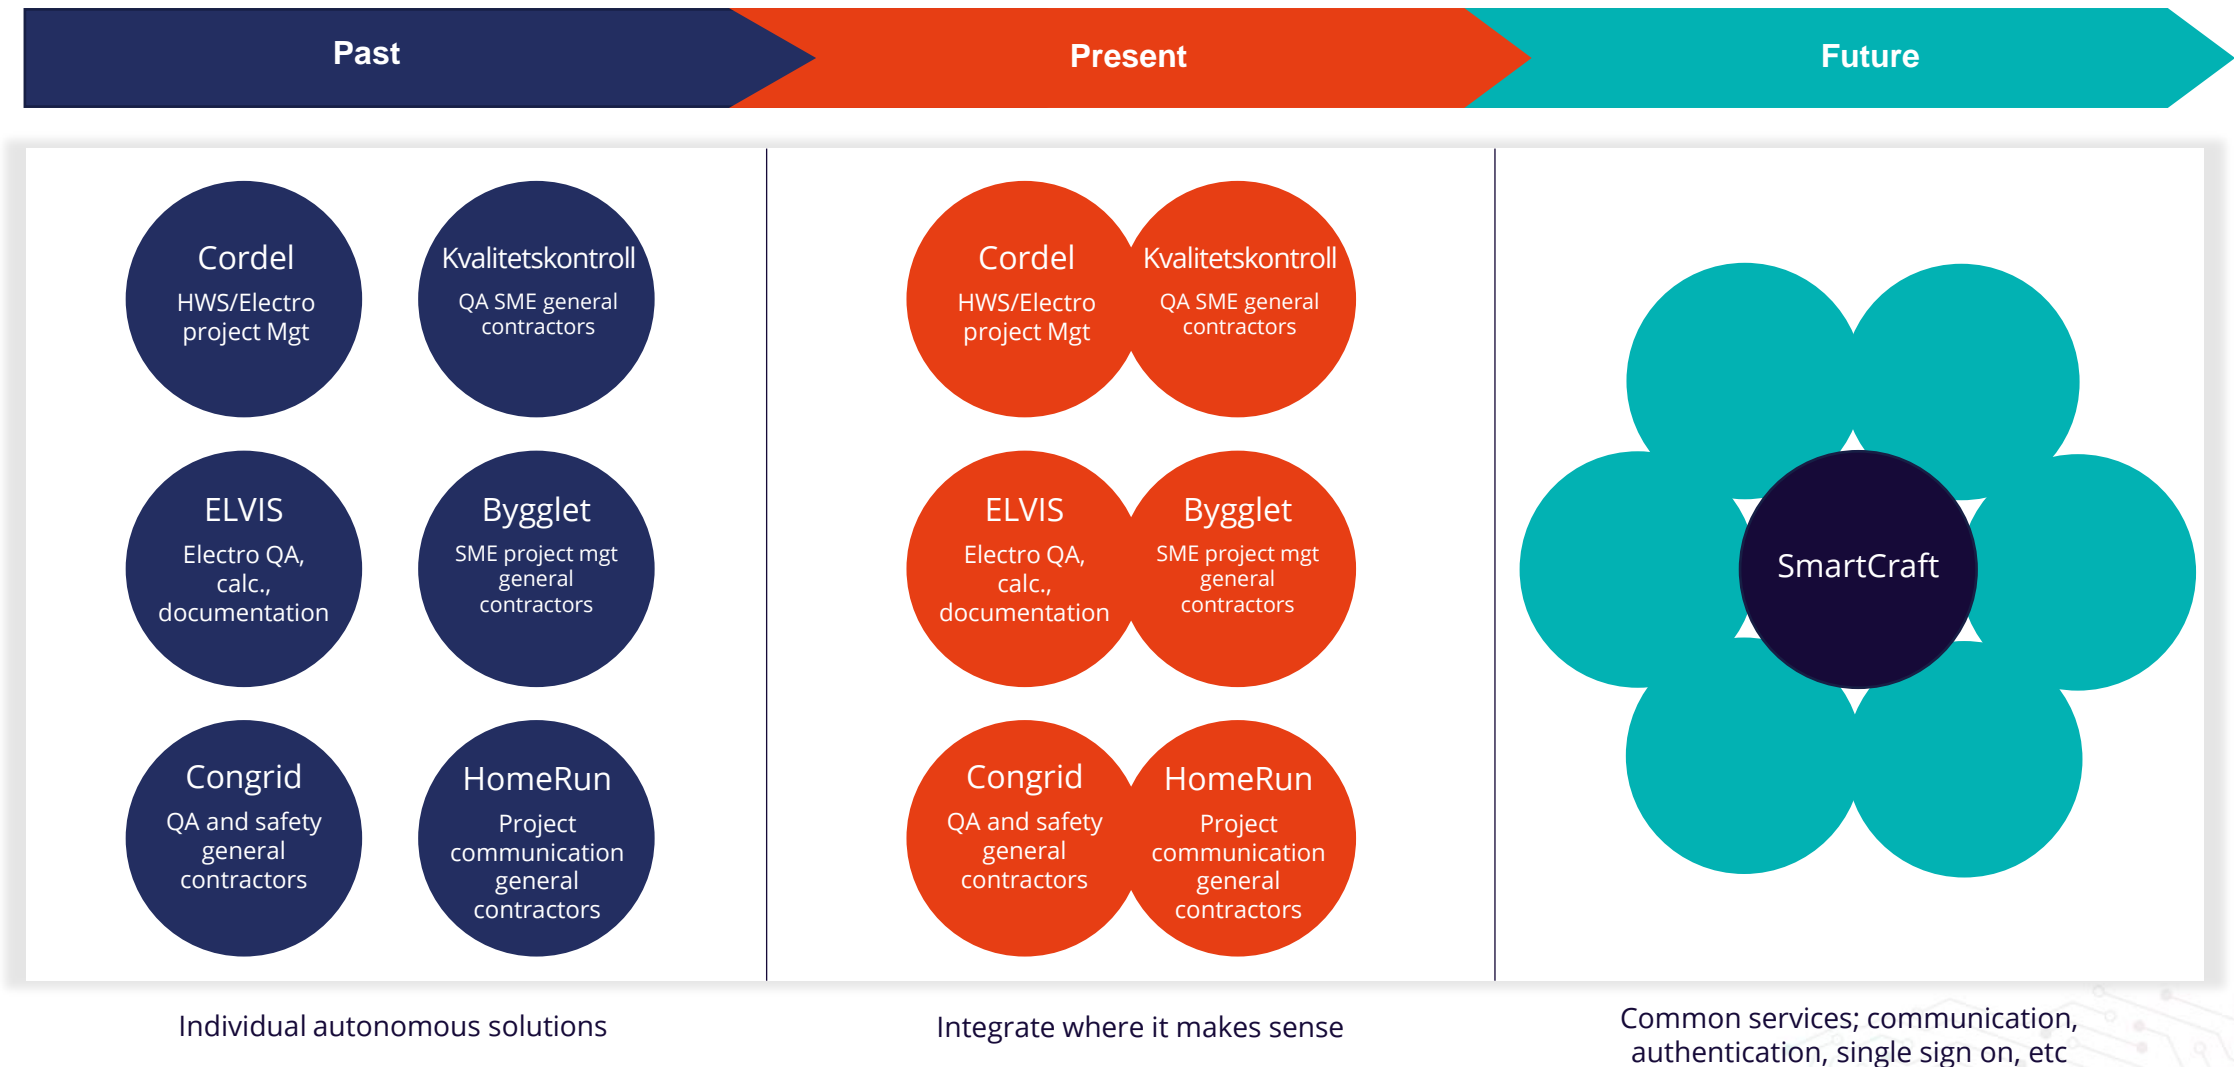 Past
Present
Future
Cordel
HWS/Electro
project Mgt
Kvalitetskontroll
QA SME general
contractors
ELVIS
Electro QA,
calc.,
documentation
Bygglet
SME project mgt
general
contractors
Congrid
QA and safety
general
contractors
HomeRun
Project
communication
general
contractors
Individual autonomous solutions
Cordel
HWS/Electro
project Mgt
Kvalitetskontroll
QA SME general
contractors
ELVIS
Electro QA,
calc.,
documentation
Bygglet
SME project mgt
general
contractors
Congrid
QA and safety
general
contractors
HomeRun
Project
communication
general
contractors
Integrate where it makes sense
SmartCraft
Common services; communication,
authentication, single sign on, etc